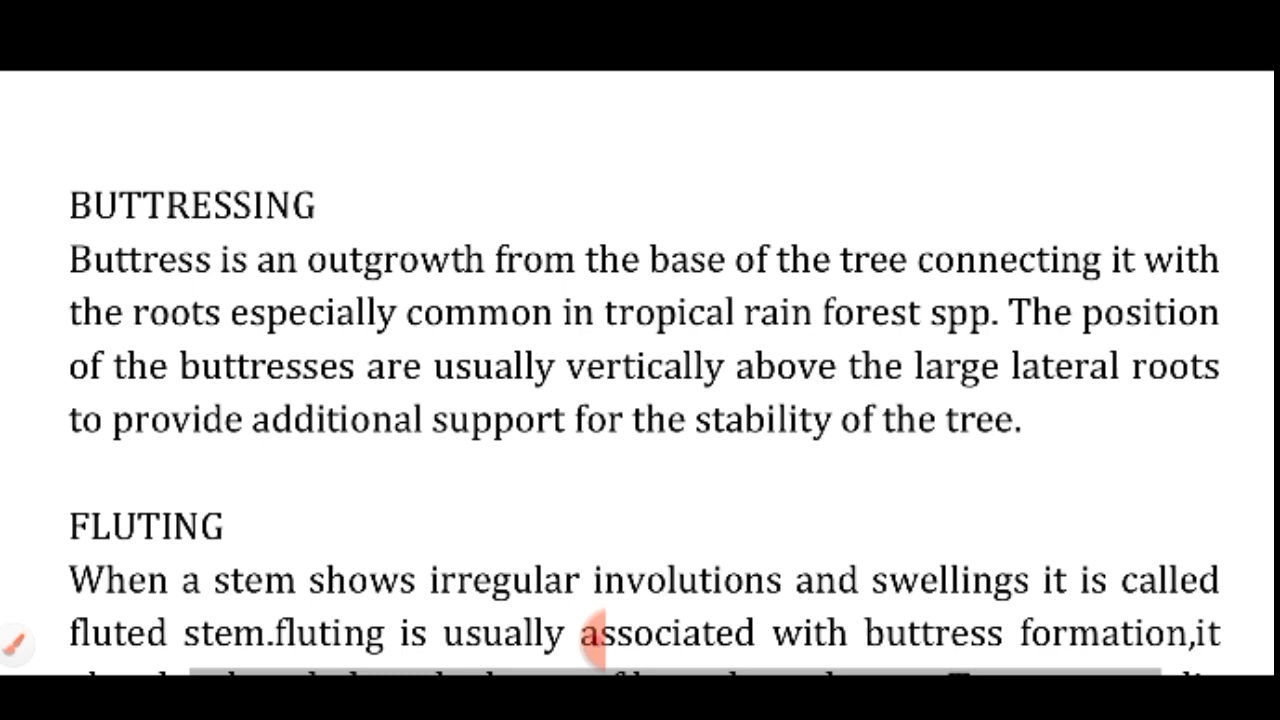 BUTTRESSING
Buttress is an outgrowth from the base of the tree connecting it with
the roots especially common in tropical rain forest spp. The position
of the buttresses are usually vertically above the large lateral roots
to provide additional support for the stability of the tree.
FLUTING
When a stem shows irregular involutions and swellings it is called
fluted stem.fluting is usually associated with buttress formation,it